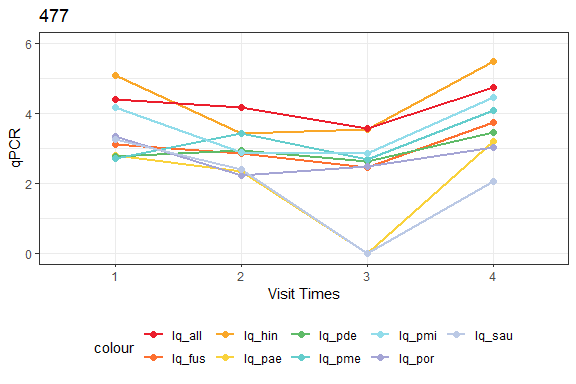 477
6
4
2
0
qPCR
1 2 3 4
Visit Times
colour
lq_all lq_hin lq_pde lq_pmi lq_sau
lq_fus lq_pae lq_pme lq_por